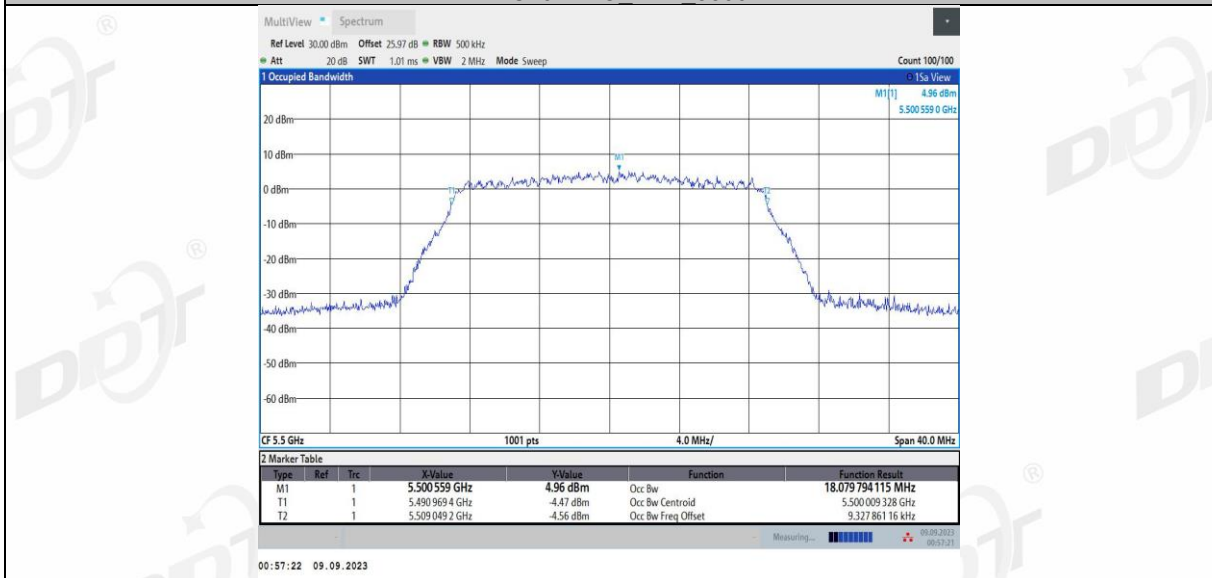 MultiView Spectrum
Ref Level 30.00 dBm Offset 25.97 dB RBW 500 kHz
Att 20 dB SWT 1.01 ms VBW 2 MHz Mode Sweep Count 100/100
1 Occupied Bandwidth 1Sa View
M1[1] 4.96 dBm
5.500 559 0 GHz
20 dBm
10 dBm
M1
0 dBm
T1 T2
-10 dBm
-20 dBm
-30 dBm
-40 dBm
-50 dBm
-60 dBm
CF 5.5 GHz 1001 pts 4.0 MHz/ Span 40.0 MHz
2 Marker Table
Type Ref Trc X-Value Y-Value Function Function Result
M1 1 5.500 559 GHz 4.96 dBm Occ Bw 18.079 794 115 MHz
T1 1 5.490 969 4 GHz -4.47 dBm Occ Bw Centroid 5.500 009 328 GHz
T2 1 5.509 049 2 GHz -4.56 dBm Occ Bw Freq Offset 9.327 861 16 kHz
Measuring... 09.09.2023
00:57:21
00:57:22 09.09.2023